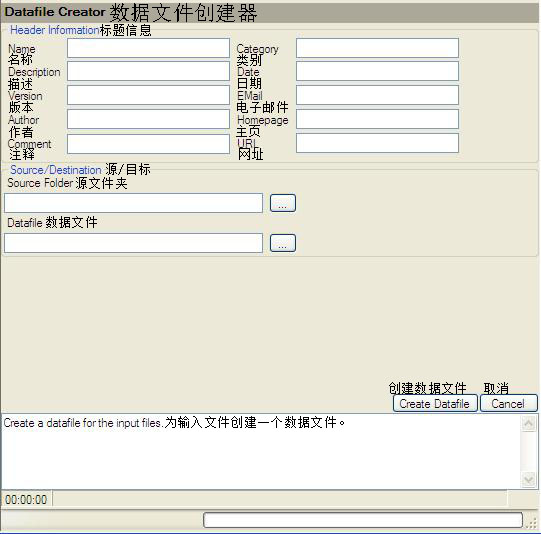 Datafile Creator 数据文件创建器
Header Information标题信息
Name
名称
Category
类别
Description
描述
Date
日期
Version
版本
EMail
电子邮件
Author
作者
Homepage
主页
Comment
注释
URL
网址
Source/Destination 源/目标
Source Folder 源文件夹
...
Datafile 数据文件
...
创建数据文件 取消
Create Datafile Cancel
Create a datafile for the input files.为输入文件创建一个数据文件。
00:00:00